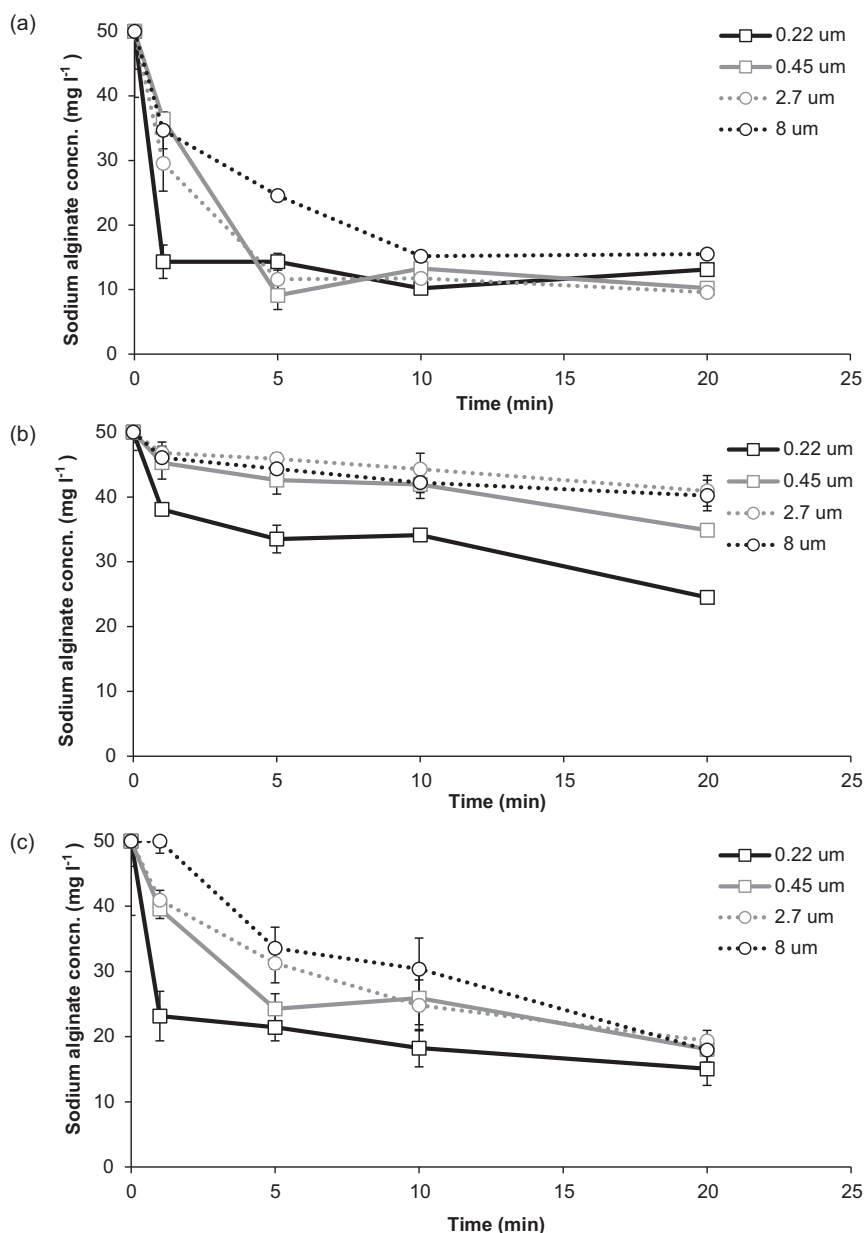 (a)
Sodium alginate concn. (mg l⁻¹)
50
40
30
20
10
0
0 5 10 15 20 25
Time (min)
0.22 um
0.45 um
2.7 um
8 um
(b)
Sodium alginate concn. (mg l⁻¹)
50
40
30
20
10
0
0 5 10 15 20 25
Time (min)
0.22 um
0.45 um
2.7 um
8 um
(c)
Sodium alginate concn. (mg l⁻¹)
50
40
30
20
10
0
0 5 10 15 20 25
Time (min)
0.22 um
0.45 um
2.7 um
8 um